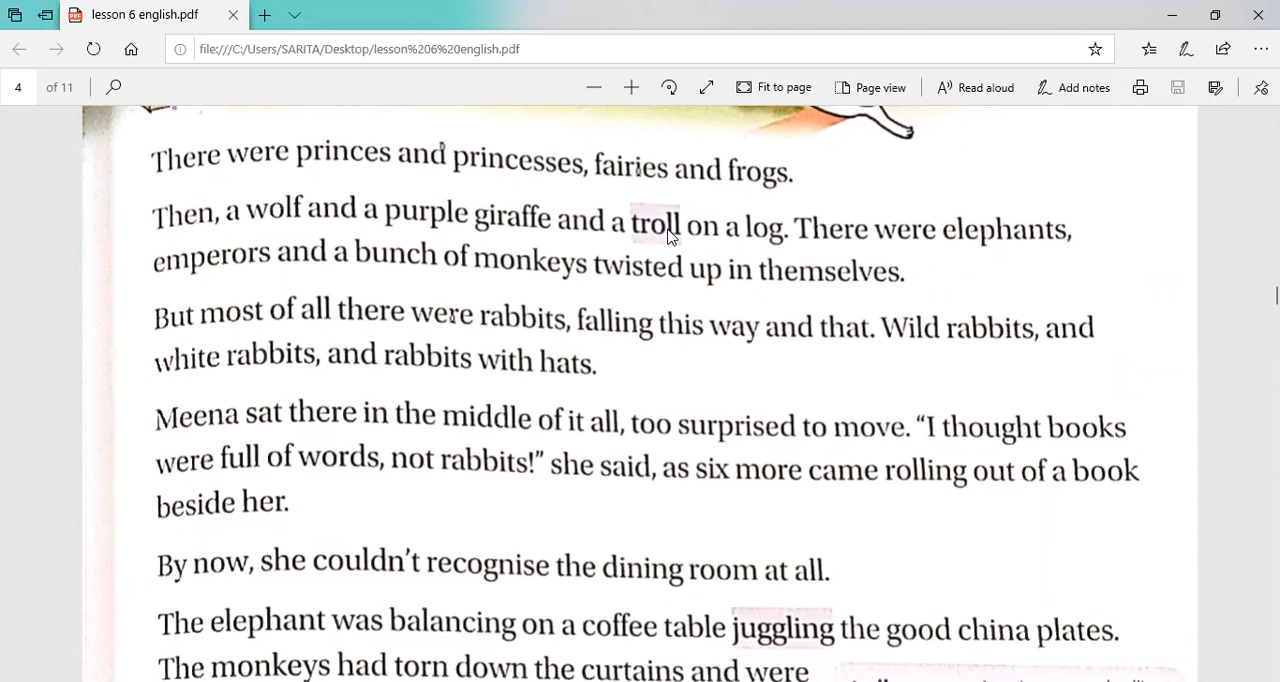 lesson 6 english.pdf
file:///C:/Users/SARITA/Desktop/lesson%206%20english.pdf
4 of 11 Fit to page Page view Read aloud Add notes
There were princes and princesses, fairies and frogs.
Then, a wolf and a purple giraffe and a troll on a log. There were elephants,
emperors and a bunch of monkeys twisted up in themselves.
But most of all there were rabbits, falling this way and that. Wild rabbits, and
white rabbits, and rabbits with hats.
Meena sat there in the middle of it all, too surprised to move. “I thought books
were full of words, not rabbits!” she said, as six more came rolling out of a book
beside her.
By now, she couldn’t recognise the dining room at all.
The elephant was balancing on a coffee table juggling the good china plates.
The monkeys had torn down the curtains and were